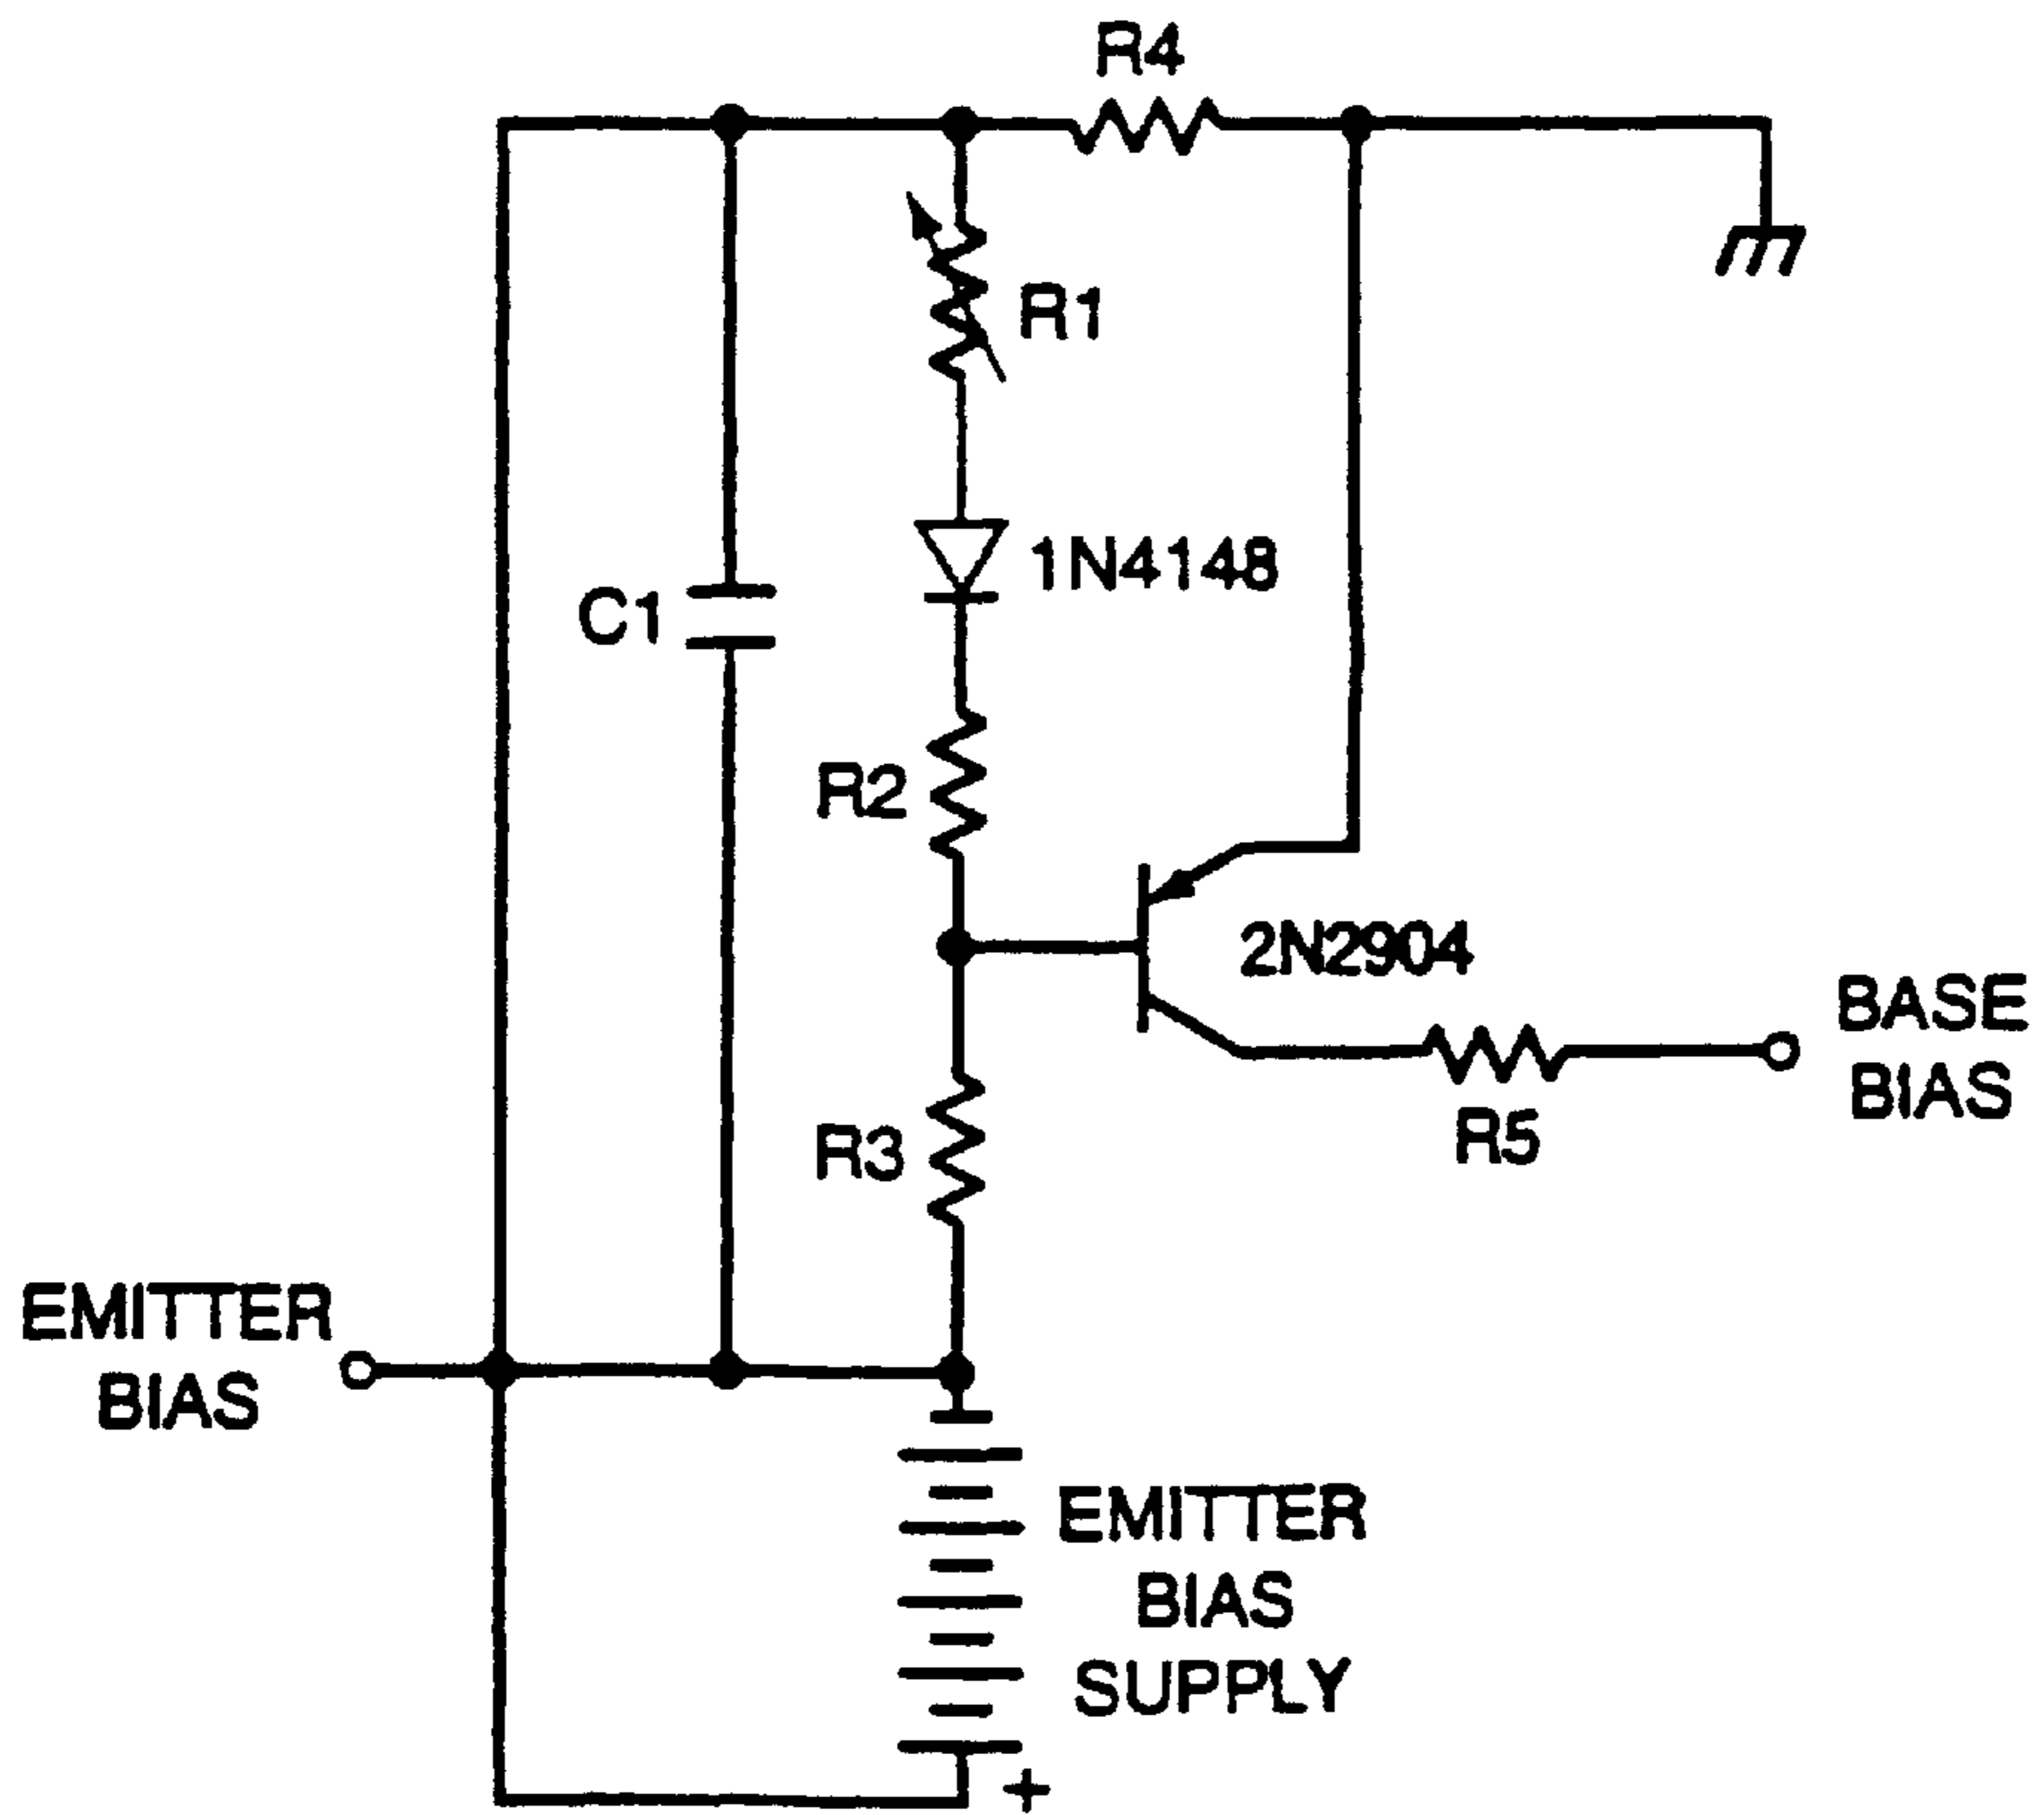 R4
R1
1N4148
C1
R2
2N2904
BASE
BIAS
R5
R3
EMITTER
BIAS
EMITTER
BIAS
SUPPLY
+